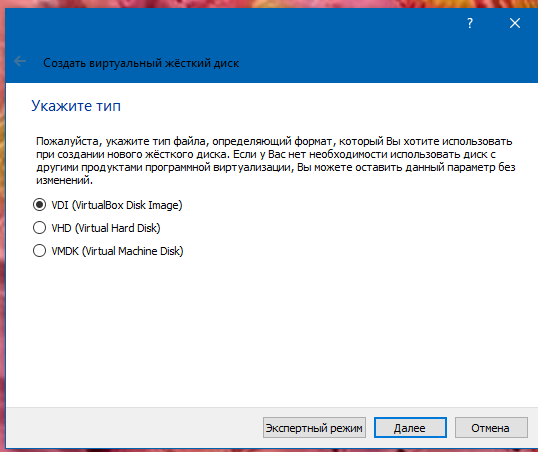 ?
Создать виртуальный жёсткий диск
Укажите тип
Пожалуйста, укажите тип файла, определяющий формат, который Вы хотите использовать
при создании нового жёсткого диска. Если у Вас нет необходимости использовать диск с
другими продуктами программной виртуализации, Вы можете оставить данный параметр без
изменений.
VDI (VirtualBox Disk Image)
VHD (Virtual Hard Disk)
VMDK (Virtual Machine Disk)
Экспертный режим Далее Отмена